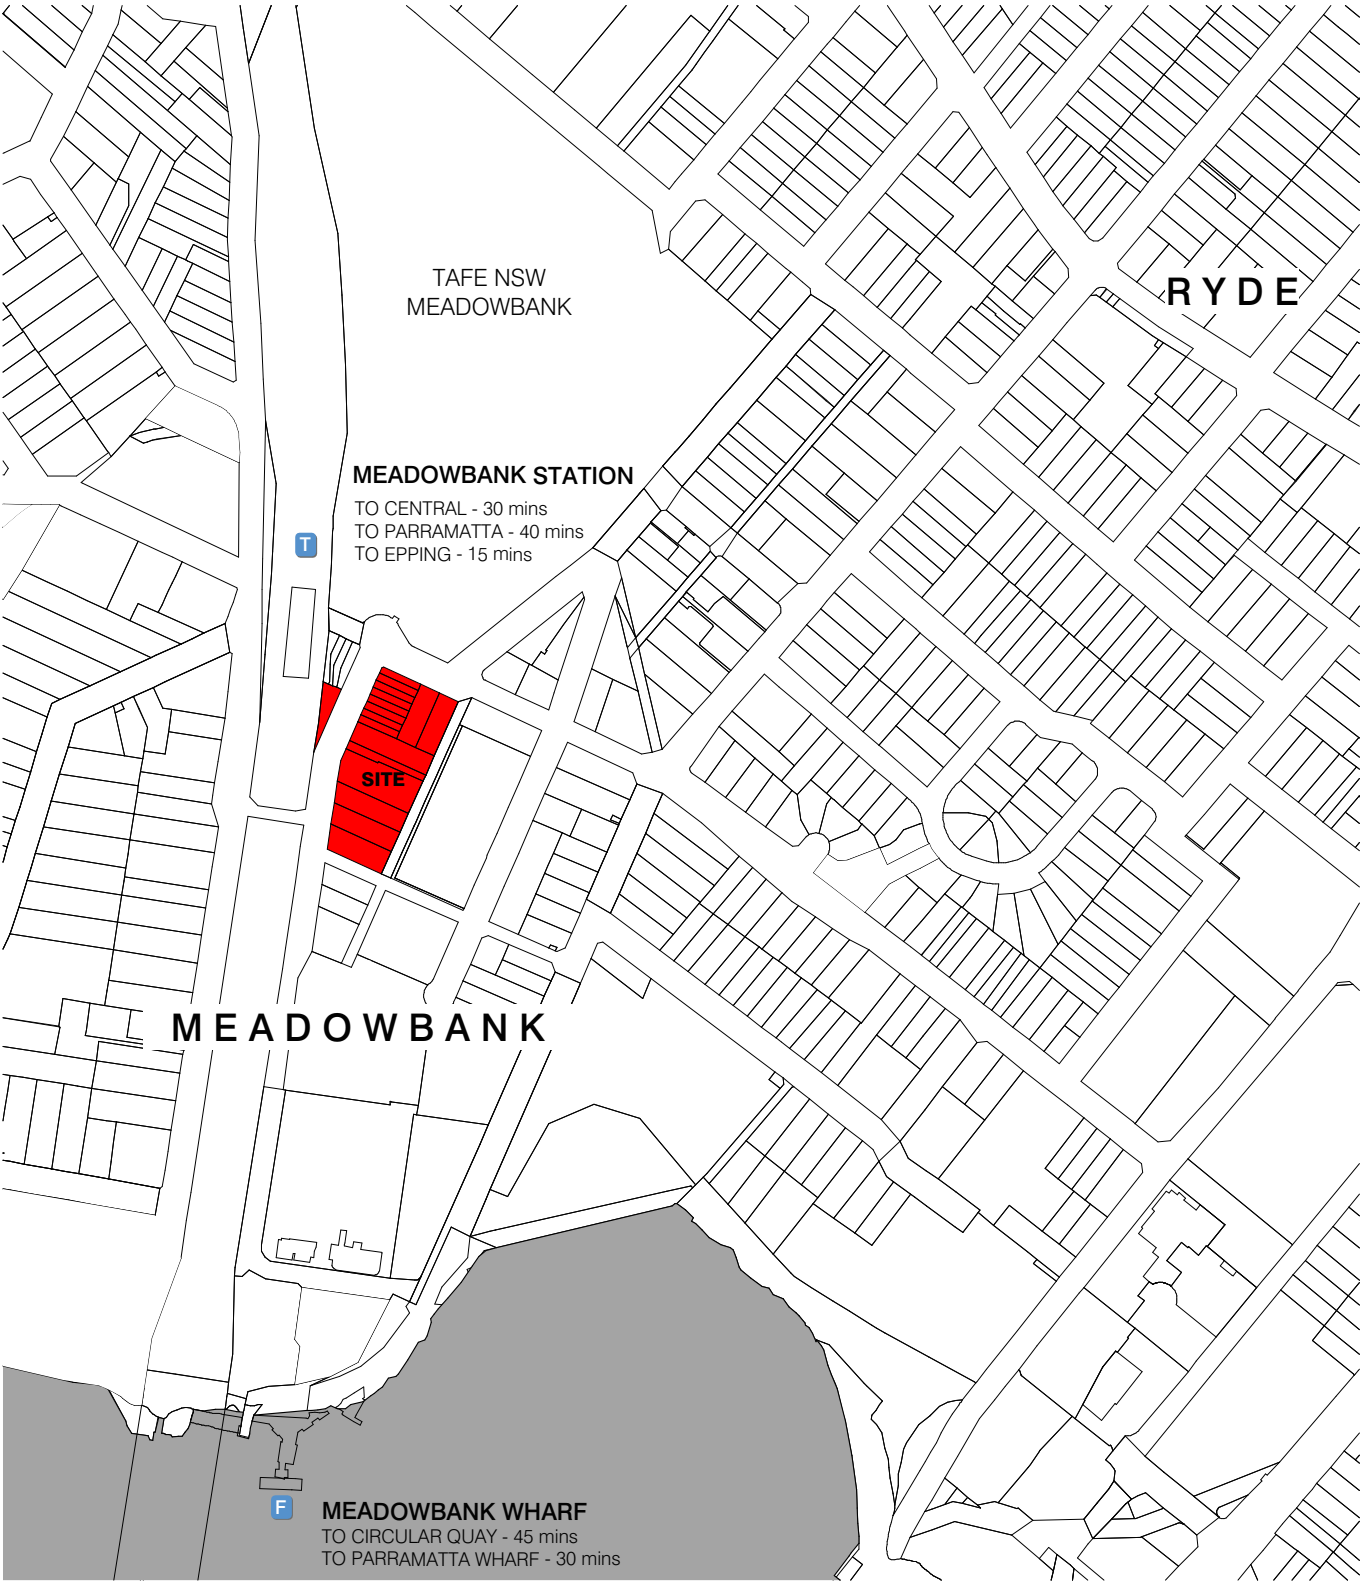 TAFE NSW
MEADOWBANK
RYDE
MEADOWBANK STATION
TO CENTRAL - 30 mins
TO PARRAMATTA - 40 mins
TO EPPING - 15 mins
T
SITE
MEADOWBANK
F
MEADOWBANK WHARF
TO CIRCULAR QUAY - 45 mins
TO PARRAMATTA WHARF - 30 mins